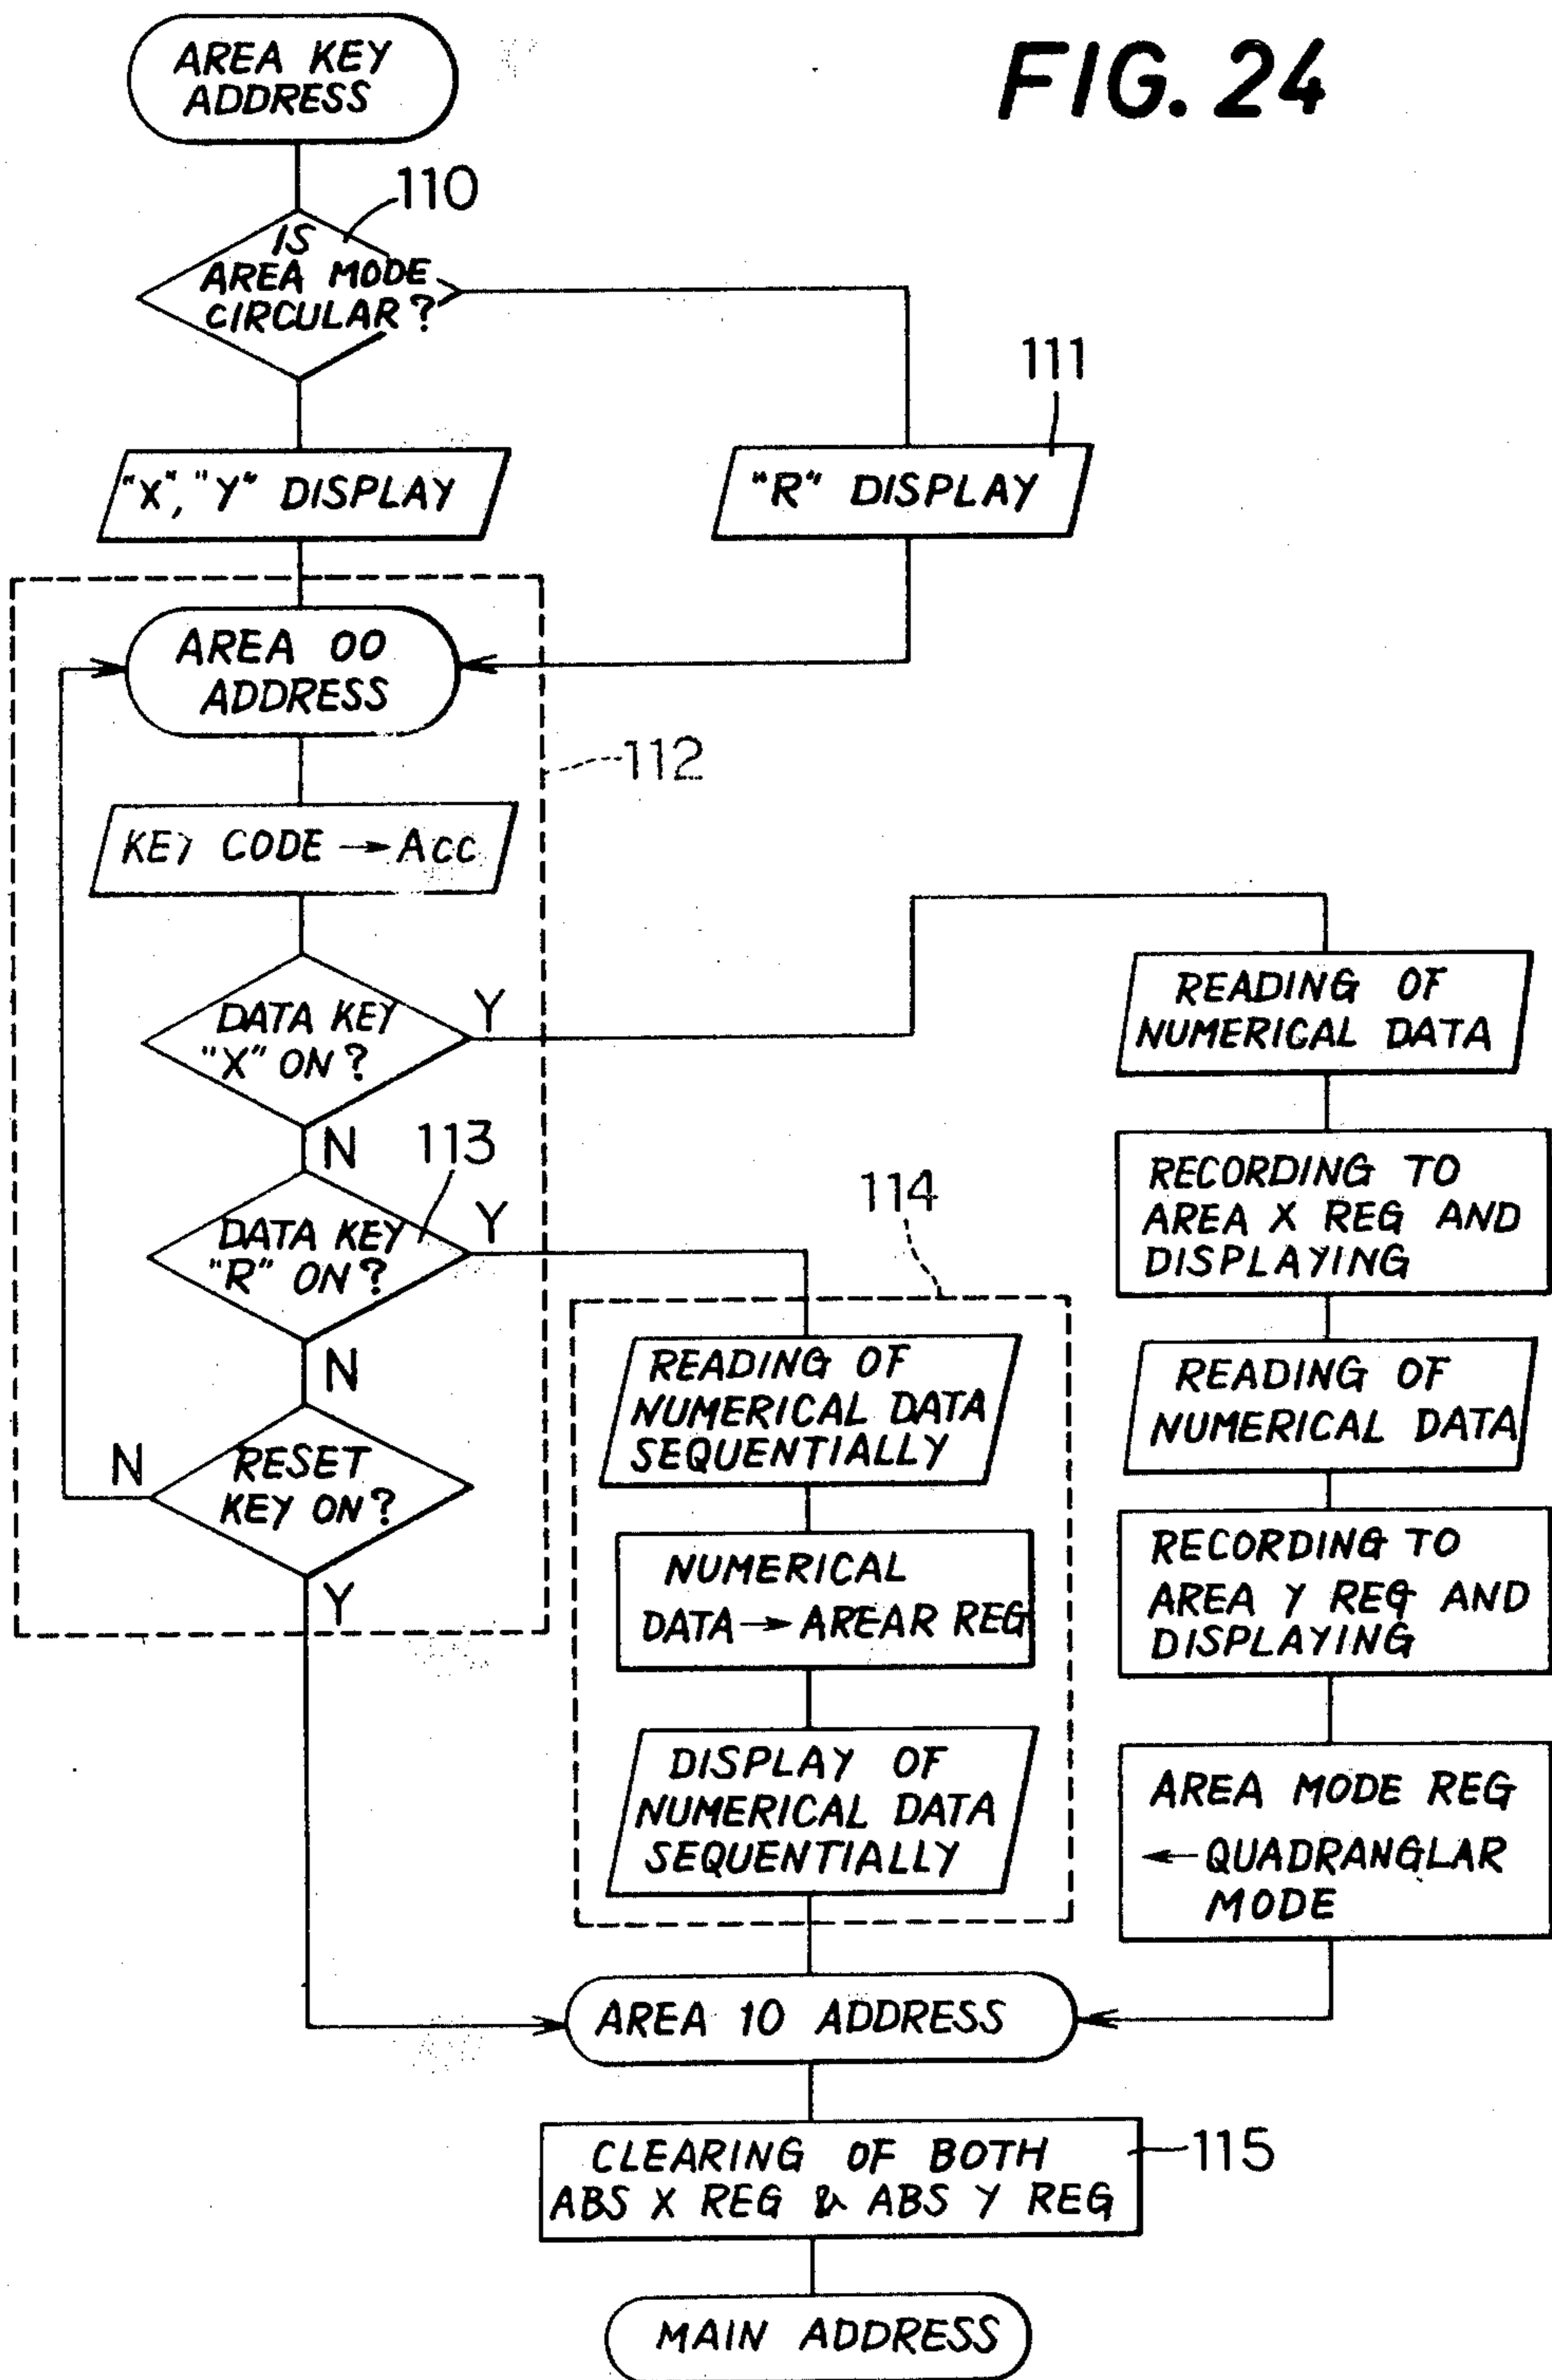 FIG. 24
AREA KEY
ADDRESS
110
IS
AREA MODE
CIRCULAR?
111
"X", "Y" DISPLAY
"R" DISPLAY
AREA 00
ADDRESS
112
KEY CODE → Acc
DATA KEY
"X" ON?
Y
N
READING OF
NUMERICAL DATA
113
DATA KEY
"R" ON?
Y
N
RECORDING TO
AREA X REG AND
DISPLAYING
114
READING OF
NUMERICAL DATA
SEQUENTIALLY
READING OF
NUMERICAL DATA
RESET
KEY ON?
N
Y
NUMERICAL
DATA → AREAR REG
RECORDING TO
AREA Y REG AND
DISPLAYING
DISPLAY OF
NUMERICAL DATA
SEQUENTIALLY
AREA MODE REG
← QUADRANGLAR
MODE
AREA 10 ADDRESS
CLEARING OF BOTH
ABS X REG & ABS Y REG
115
MAIN ADDRESS